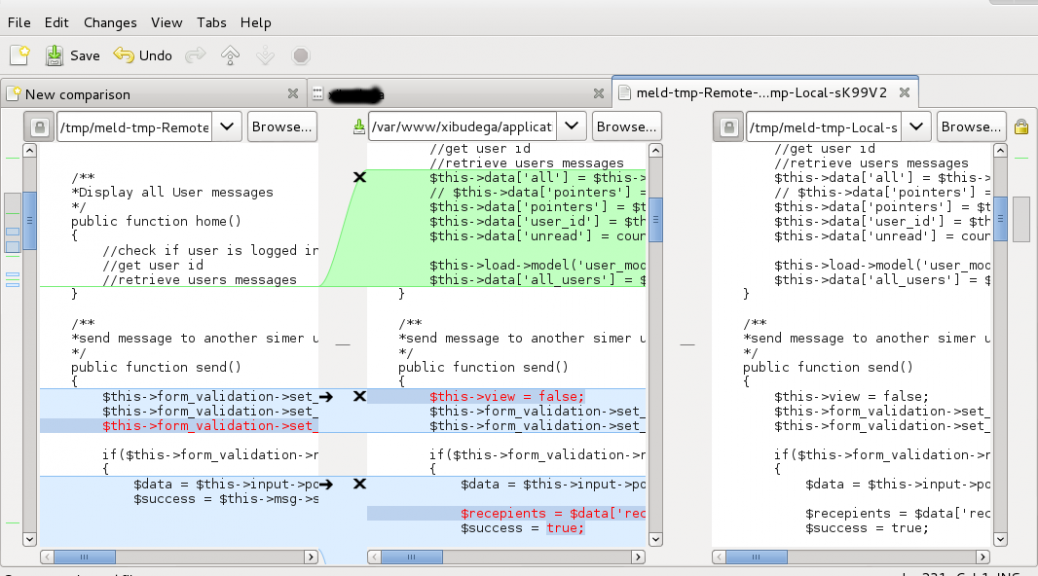 File Edit Changes View Tabs Help
Save Undo
New comparison
meld-tmp-Remote-...mp-Local-sK99V2
/tmp/meld-tmp-Remote Browse...
/var/www/xibudega/applicat Browse...
/tmp/meld-tmp-Local-s Browse...
/**
*Display all User messages
*/
public function home()
{
//check if user is logged in
//get user id
//retrieve users messages
}
/**
*send message to another simer u
*/
public function send()
{
$this->form_validation->set_
$this->form_validation->set_
$this->form_validation->set_
if($this->form_validation->r
{
$data = $this->input->po
$success = $this->msg->s
//get user id
//retrieve users messages
$this->data['all'] = $this->
// $this->data['pointers'] =
$this->data['pointers'] = $t
$this->data['user_id'] = $th
$this->data['unread'] = coun
$this->load->model('user_mod
$this->data['all_users'] = $
}
/**
*send message to another simer u
*/
public function send()
{
$this->view = false;
$this->form_validation->set_
$this->form_validation->set_
if($this->form_validation->r
{
$data = $this->input->po
$recepients = $data['rec
$success = true;
//get user id
//retrieve users messages
$this->data['all'] = $this->
// $this->data['pointers'] =
$this->data['pointers'] = $t
$this->data['user_id'] = $th
$this->data['unread'] = coun
$this->load->model('user_mod
$this->data['all_users'] = $
}
/**
*send message to another simer u
*/
public function send()
{
$this->view = false;
$this->form_validation->set_
$this->form_validation->set_
if($this->form_validation->r
{
$data = $this->input->po
$recepients = $data['rec
$success = true;